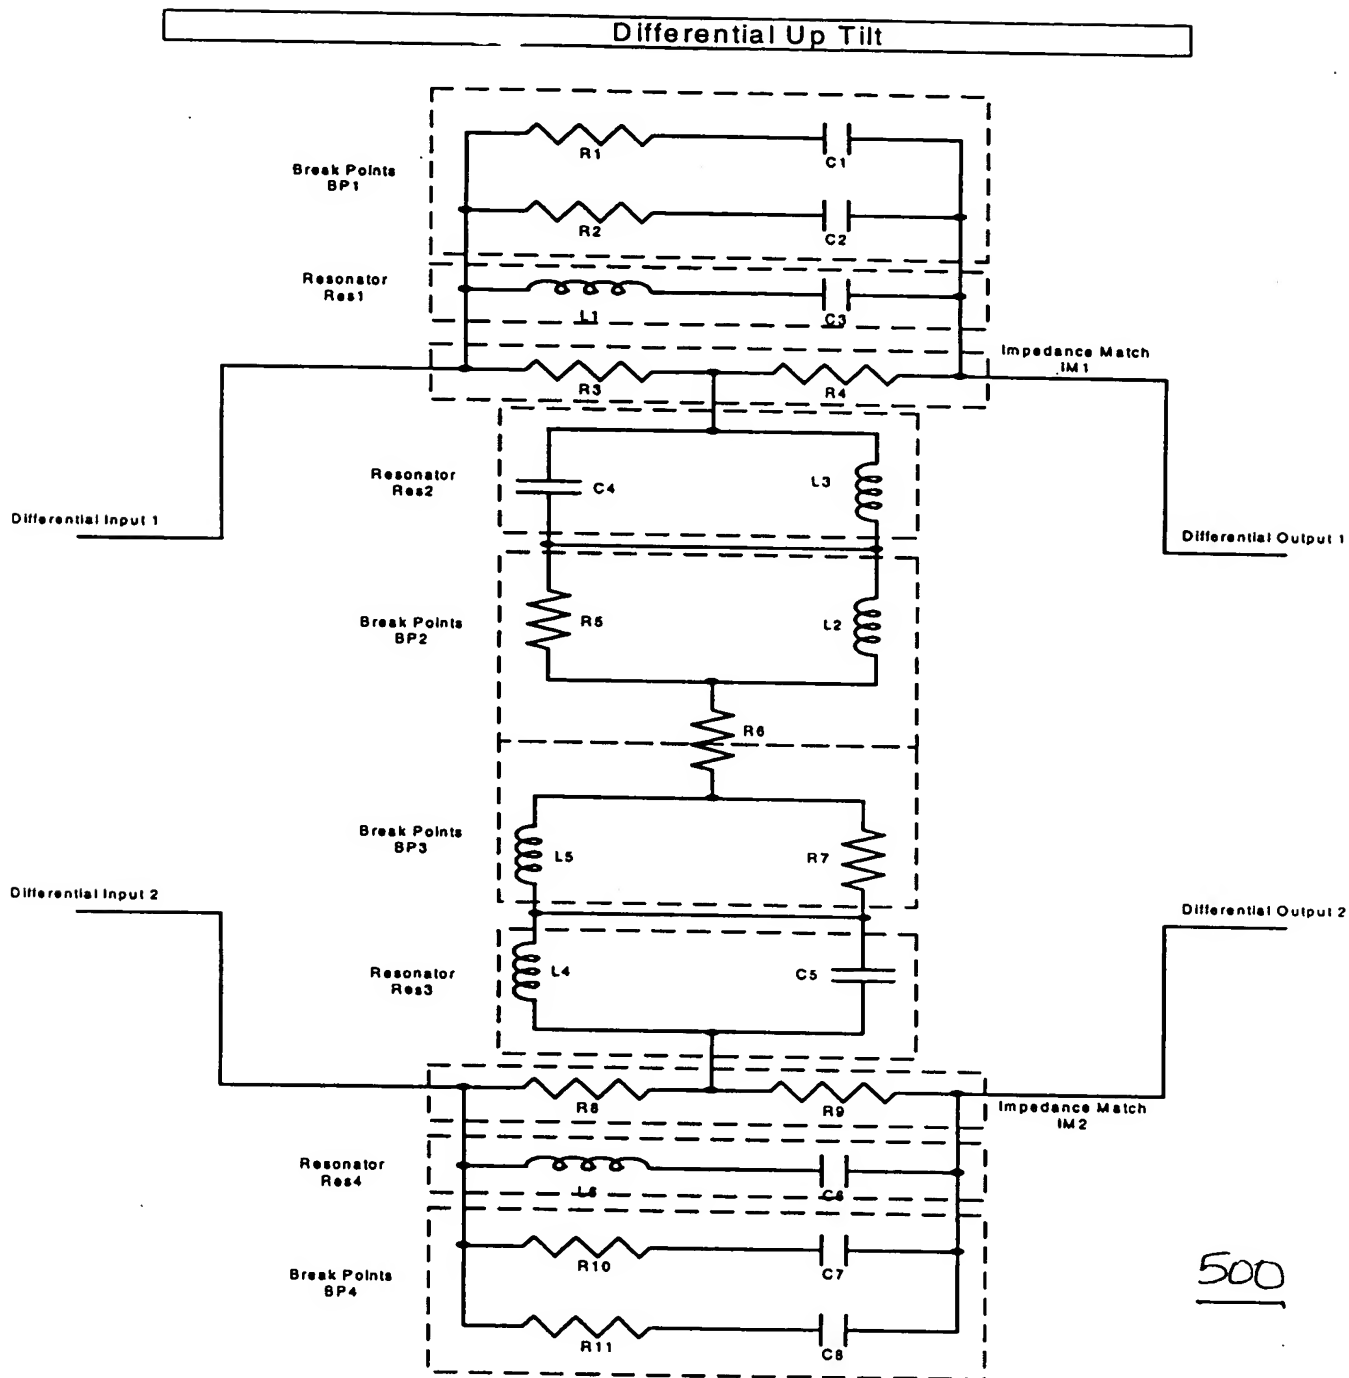 Differential Up Tilt
R1
C1
Break Points
BP1
R2
C2
Resonator
Res1
L1
C3
Impedance Match
IM1
R3
R4
Resonator
Res2
C4
L3
Differential Input 1
Differential Output 1
Break Points
BP2
R5
L2
R6
Break Points
BP3
L5
R7
Differential Input 2
Differential Output 2
Resonator
Res3
L4
C5
R8
R9
Impedance Match
IM2
Resonator
Res4
L6
C6
R10
C7
Break Points
BP4
R11
C8
500